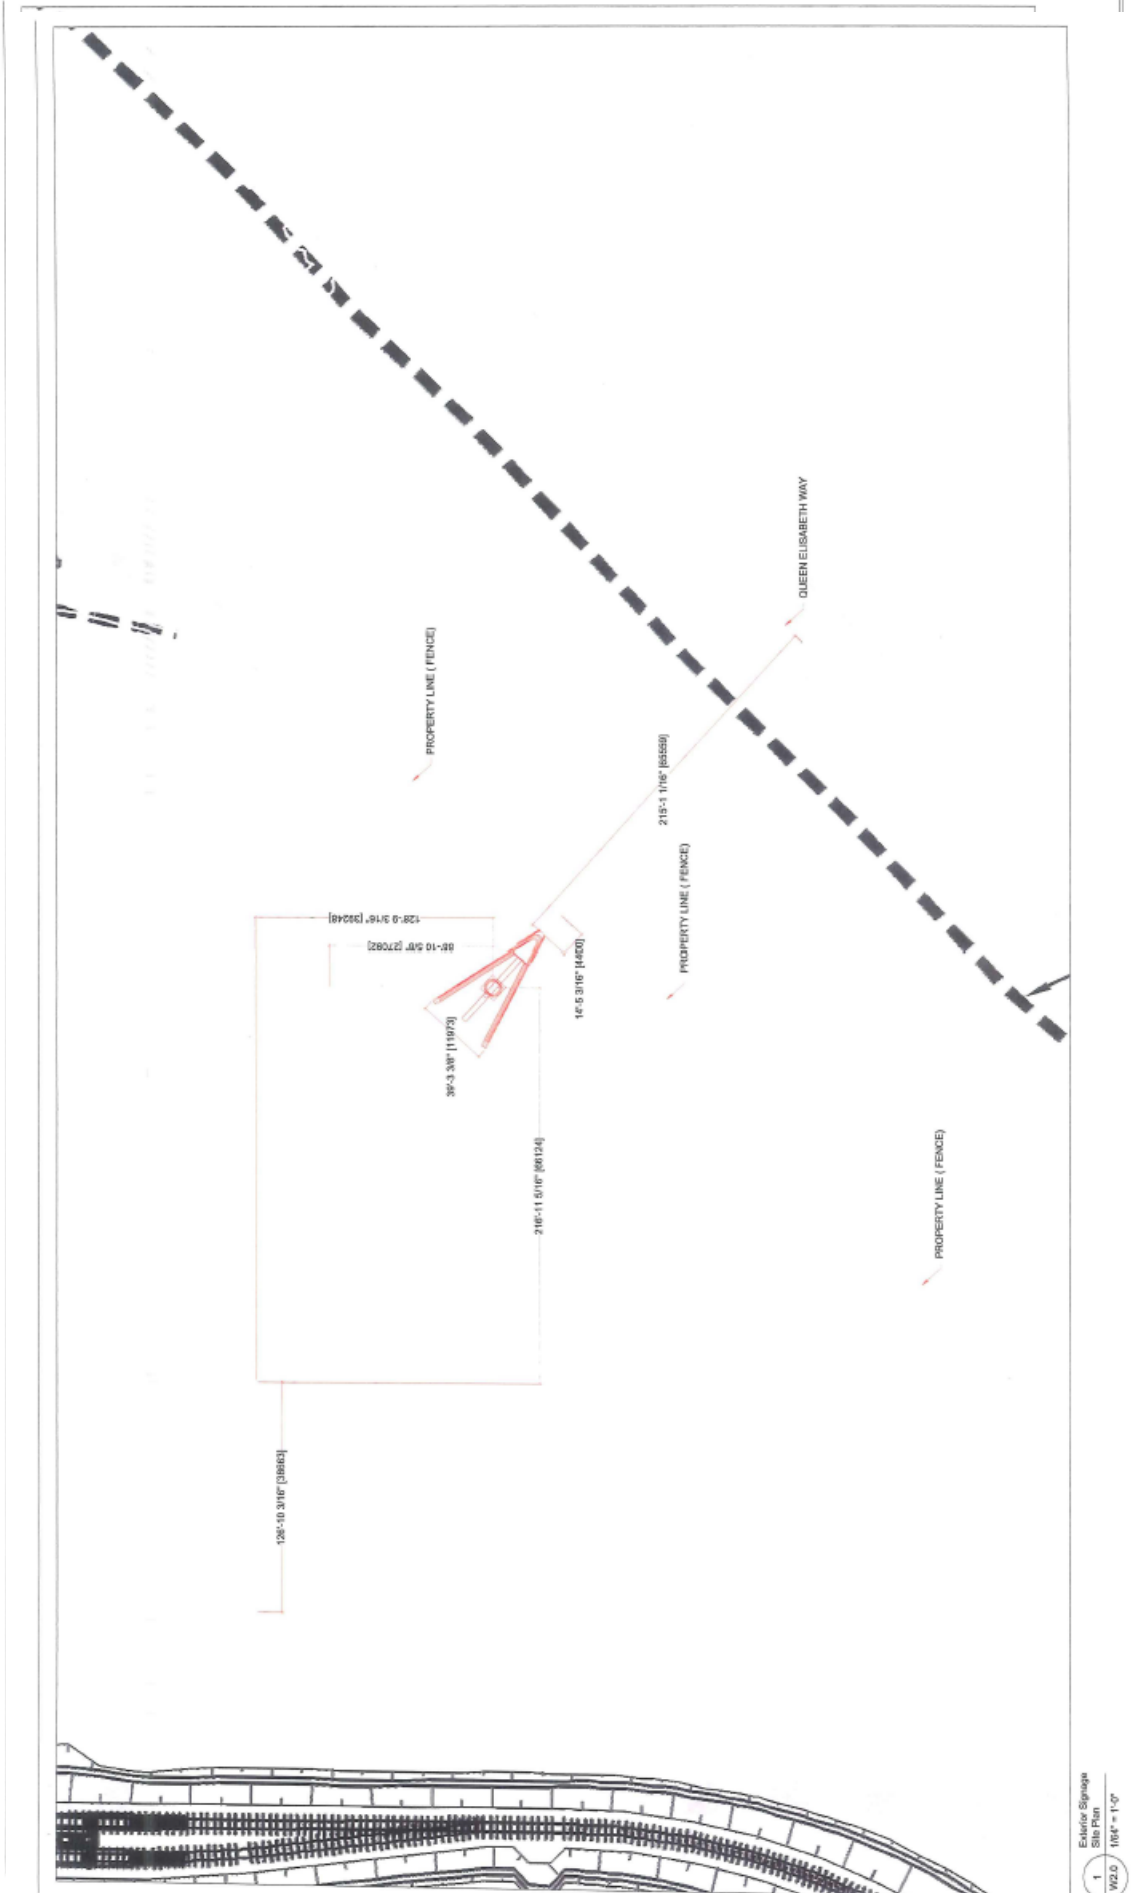 QUEEN ELISABETH WAY
PROPERTY LINE ( FENCE)
215'-1 1/16" [65559]
PROPERTY LINE ( FENCE)
128'-9 3/16" [39248]
88'-10 5/8" [27092]
14'-5 3/16" [4400]
39'-3 3/8" [11973]
216'-11 5/16" [66124]
PROPERTY LINE ( FENCE)
126'-10 3/16" [38663]
Exterior Signage
Site Plan
1/64" = 1'-0"
1
W2.0